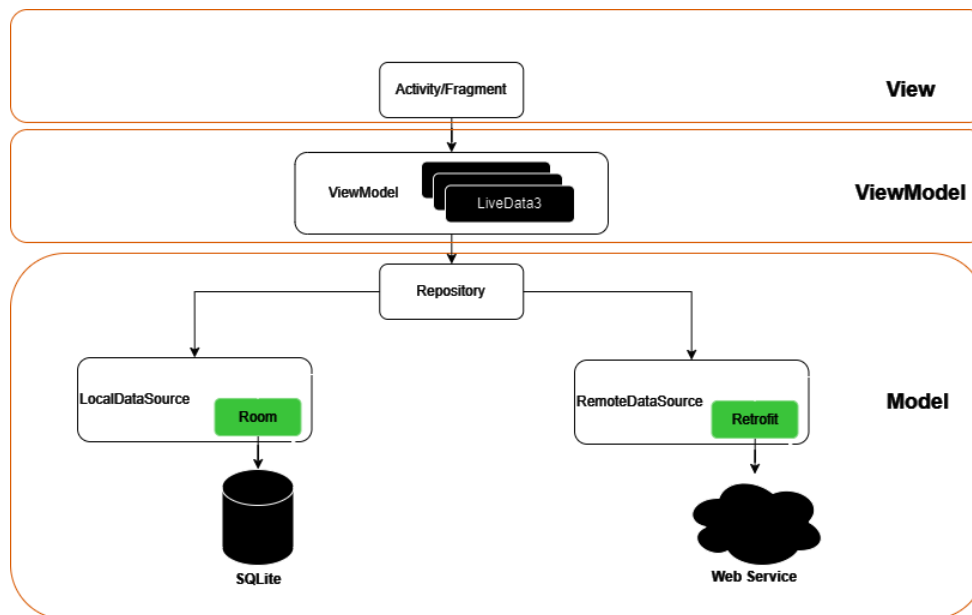 Activity/Fragment
View
ViewModel
LiveData3
ViewModel
Repository
LocalDataSource
Room
RemoteDataSource
Retrofit
Model
SQLite
Web Service